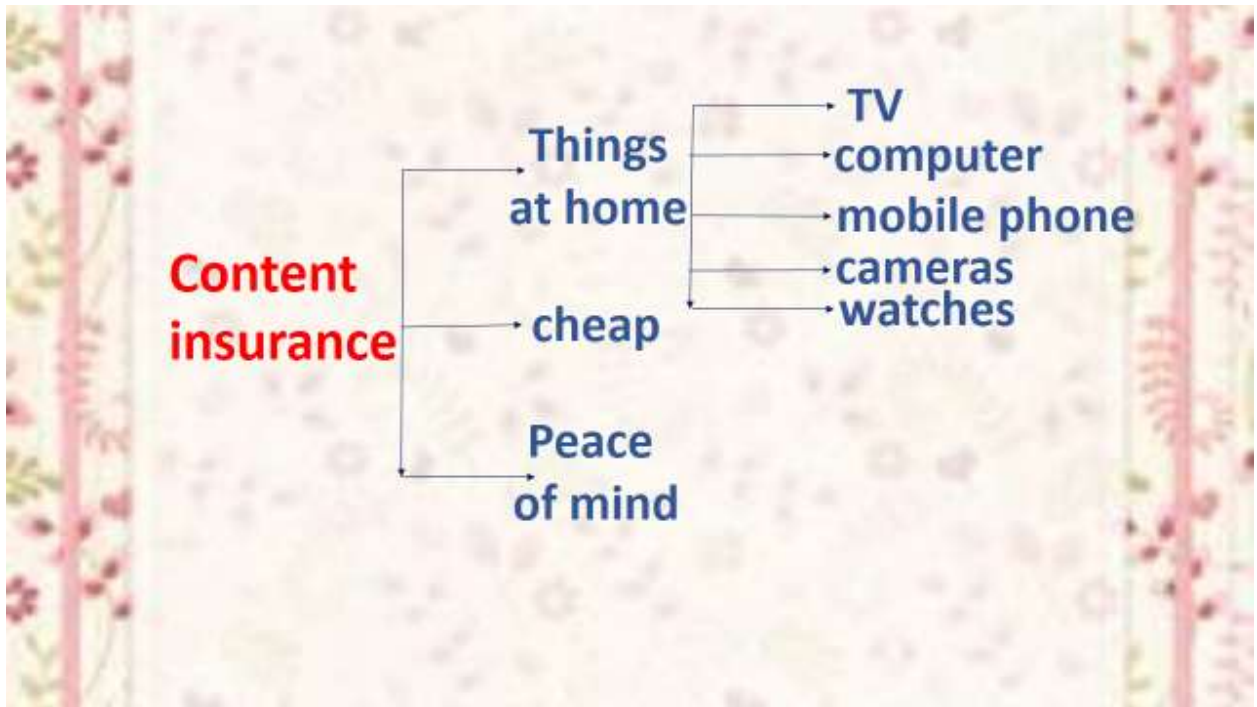 Content
insurance
Things
at home
TV
computer
mobile phone
cameras
watches
cheap
Peace
of mind